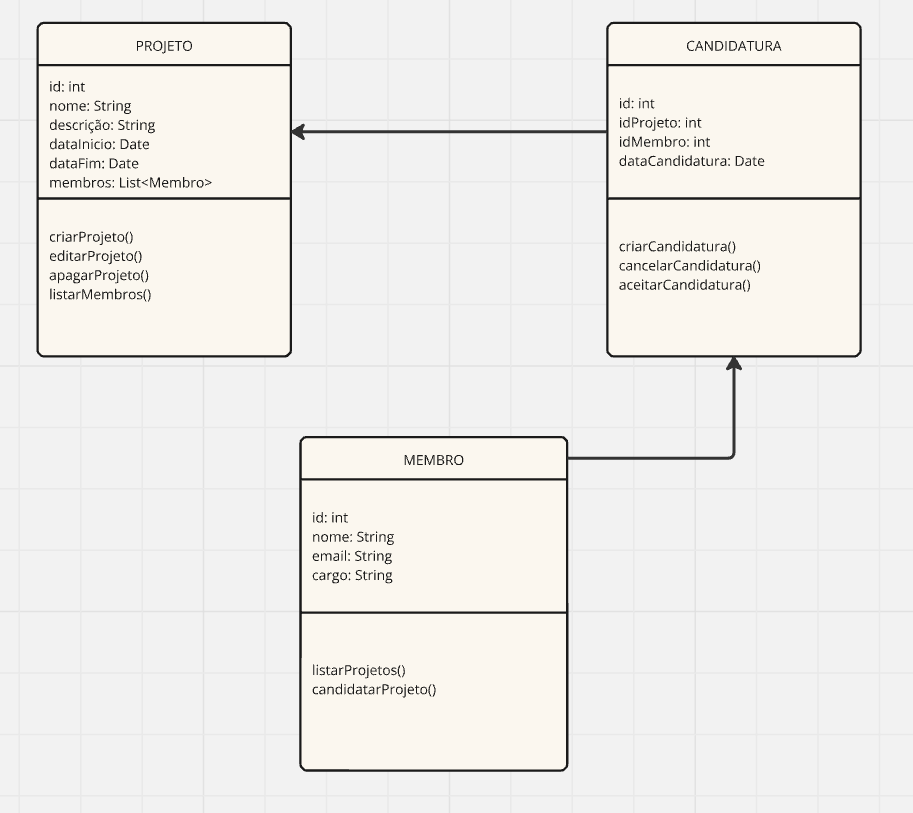 PROJETO
id: int
nome: String
descrição: String
dataInicio: Date
dataFim: Date
membros: List<Membro>
criarProjeto()
editarProjeto()
apagarProjeto()
listarMembros()
CANDIDATURA
id: int
idProjeto: int
idMembro: int
dataCandidatura: Date
criarCandidatura()
cancelarCandidatura()
aceitarCandidatura()
MEMBRO
id: int
nome: String
email: String
cargo: String
listarProjetos()
candidatarProjeto()